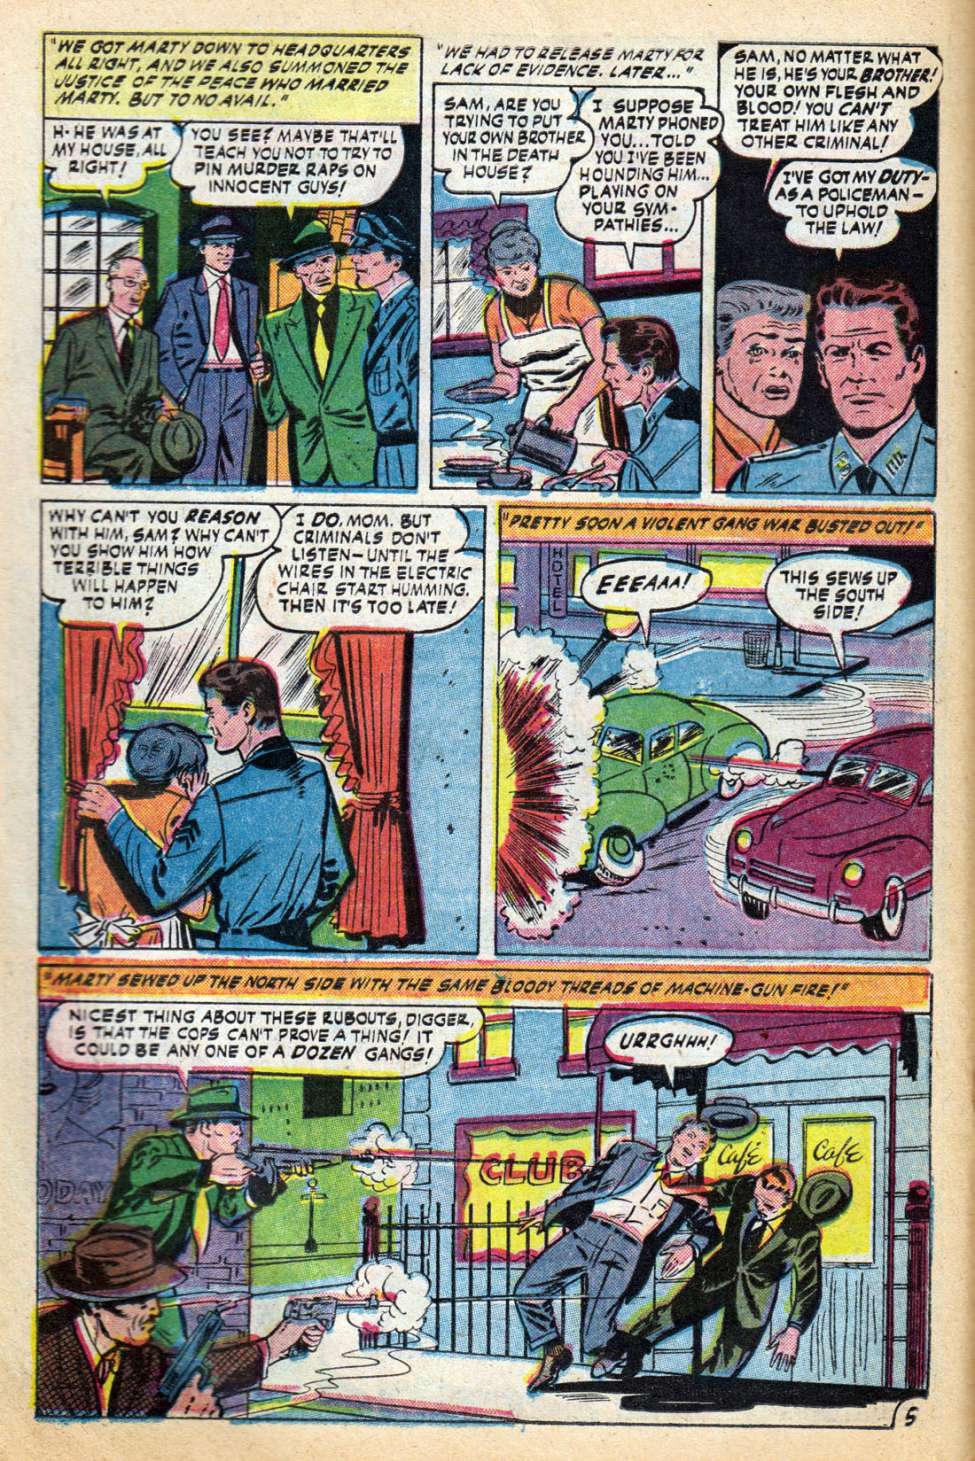 "WE GOT MARTY DOWN TO HEADQUARTERS
ALL RIGHT, AND WE ALSO SUMMONED THE
JUSTICE OF THE PEACE WHO MARRIED
MARTY. BUT TO NO AVAIL."
H-HE WAS AT
MY HOUSE, ALL
RIGHT!
YOU SEE? MAYBE THAT'LL
TEACH YOU NOT TO TRY TO
PIN MURDER RAPS ON
INNOCENT GUYS!
"WE HAD TO RELEASE MARTY FOR
LACK OF EVIDENCE. LATER..."
SAM, ARE YOU
TRYING TO PUT
YOUR OWN BROTHER
IN THE DEATH
HOUSE?
I SUPPOSE
MARTY PHONED
YOU... TOLD
YOU I'VE BEEN
HOUNDING HIM...
PLAYING ON
YOUR SYM-
PATHIES...
SAM, NO MATTER WHAT
HE IS, HE'S YOUR BROTHER!
YOUR OWN FLESH AND
BLOOD! YOU CAN'T
TREAT HIM LIKE ANY
OTHER CRIMINAL!
I'VE GOT MY DUTY-
AS A POLICEMAN-
TO UPHOLD
THE LAW!
WHY CAN'T YOU REASON
WITH HIM, SAM? WHY CAN'T
YOU SHOW HIM HOW
TERRIBLE THINGS
WILL HAPPEN
TO HIM?
I DO, MOM. BUT
CRIMINALS DON'T
LISTEN-UNTIL THE
WIRES IN THE ELECTRIC
CHAIR START HUMMING.
THEN IT'S TOO LATE!
"PRETTY SOON A VIOLENT GANG WAR BUSTED OUT!"
HOTEL
EEEAAA!
THIS SEWS UP
THE SOUTH
SIDE!
"MARTY SEWED UP THE NORTH SIDE WITH THE SAME BLOODY THREADS OF MACHINE-GUN FIRE!"
NICEST THING ABOUT THESE RUBOUTS, DIGGER,
IS THAT THE COPS CAN'T PROVE A THING! IT
COULD BE ANY ONE OF A DOZEN GANGS!
URRGHHH!
ODAY
CLUB
Café
Café
5